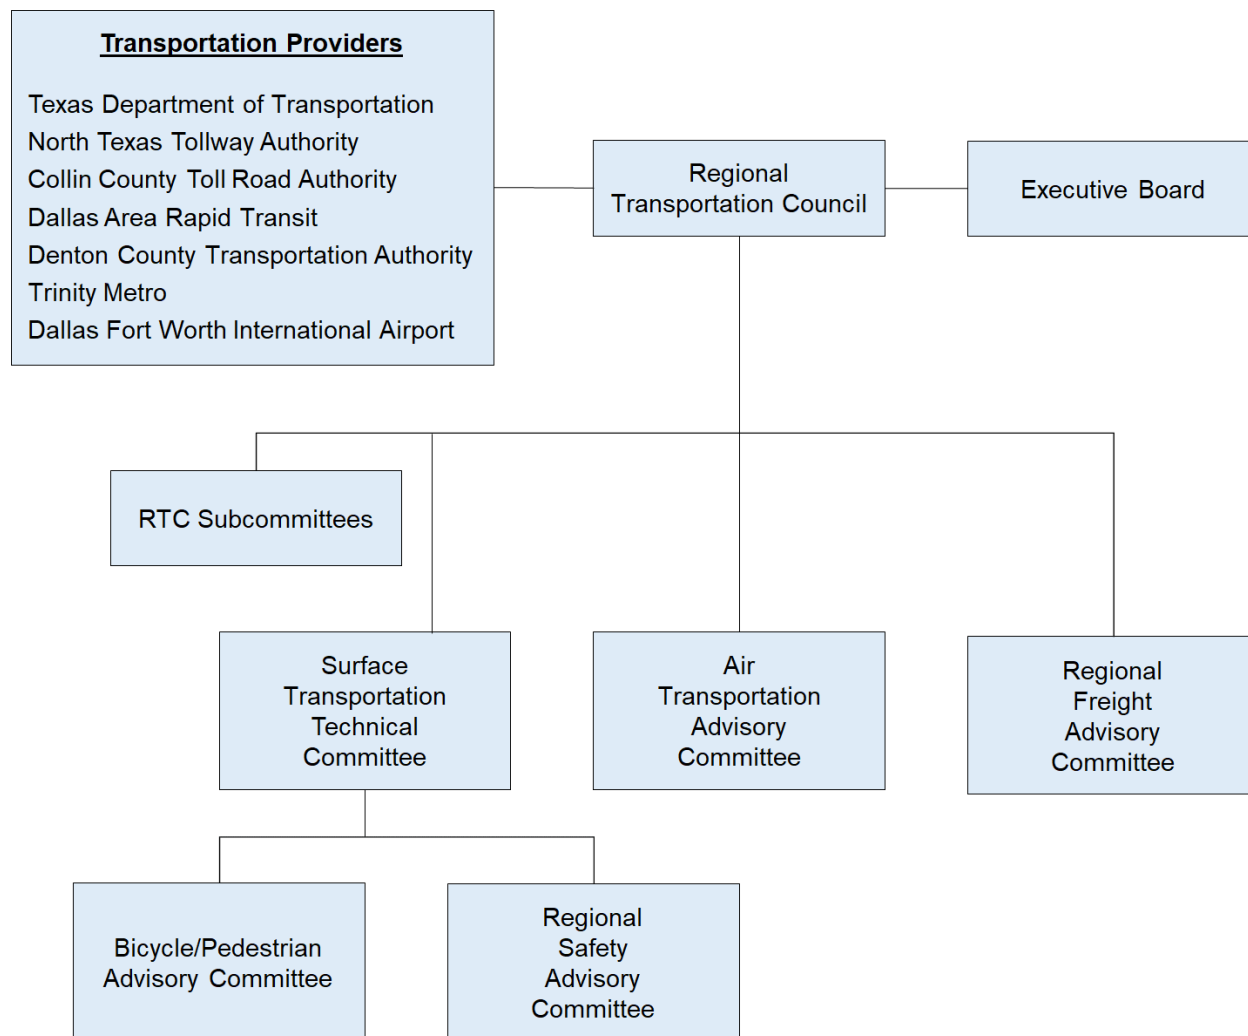 Transportation Providers
Texas Department of Transportation
North Texas Tollway Authority
Collin County Toll Road Authority
Dallas Area Rapid Transit
Denton County Transportation Authority
Trinity Metro
Dallas Fort Worth International Airport
Regional
Transportation Council
Executive Board
RTC Subcommittees
Surface
Transportation
Technical
Committee
Air
Transportation
Advisory
Committee
Regional
Freight
Advisory
Committee
Bicycle/Pedestrian
Advisory Committee
Regional
Safety
Advisory
Committee